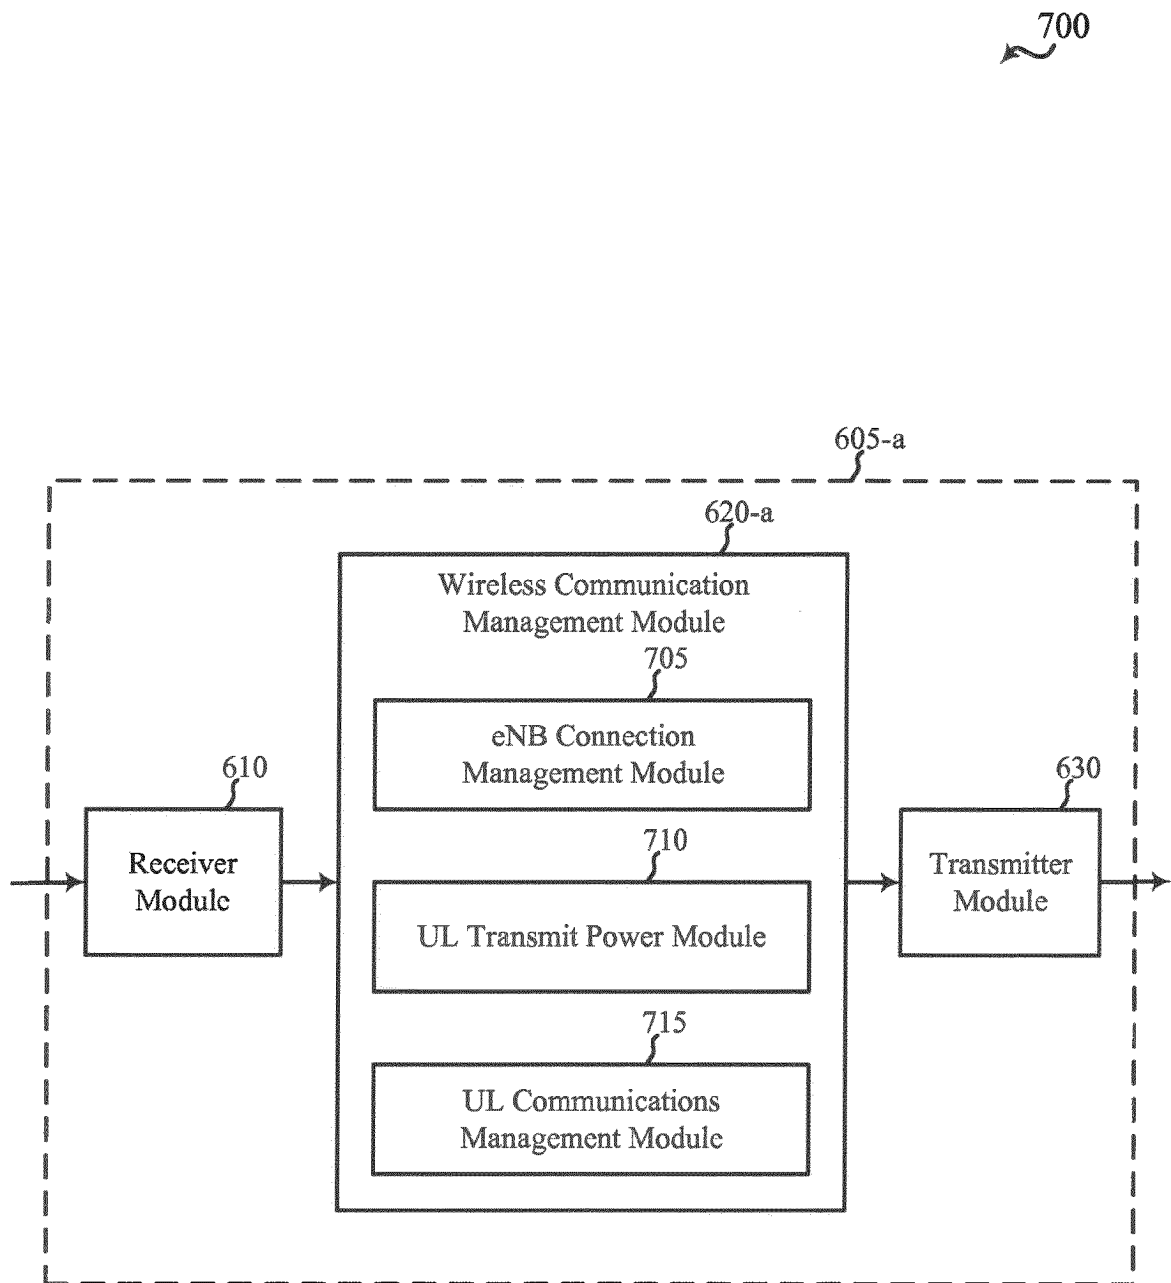 700
605-a
620-a
Wireless Communication
Management Module
705
eNB Connection
Management Module
610
630
Receiver
Module
710
UL Transmit Power Module
Transmitter
Module
715
UL Communications
Management Module